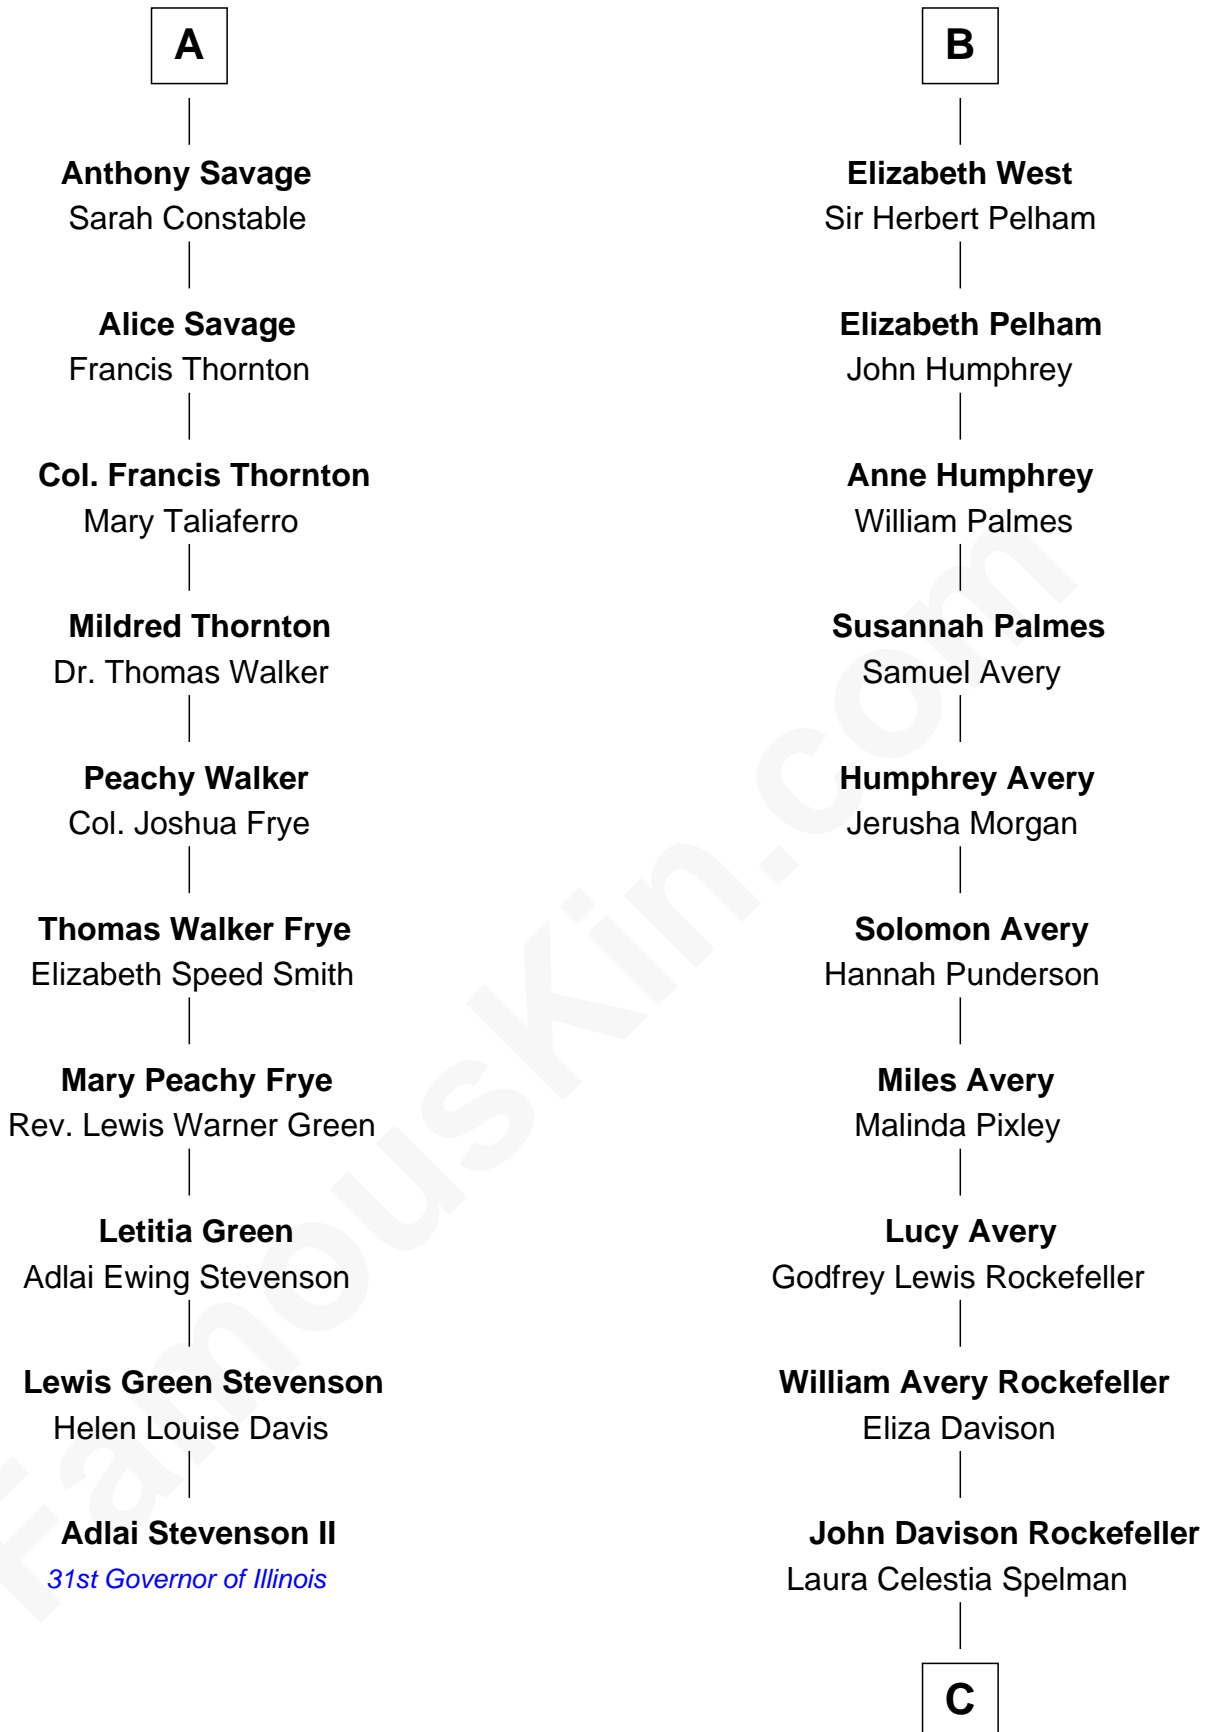 A
Anthony Savage
Sarah Constable
Alice Savage
Francis Thornton
Col. Francis Thornton
Mary Taliaferro
Mildred Thornton
Dr. Thomas Walker
Peachy Walker
Col. Joshua Frye
Thomas Walker Frye
Elizabeth Speed Smith
Mary Peachy Frye
Rev. Lewis Warner Green
Letitia Green
Adlai Ewing Stevenson
Lewis Green Stevenson
Helen Louise Davis
Adlai Stevenson II
31st Governor of Illinois
B
Elizabeth West
Sir Herbert Pelham
Elizabeth Pelham
John Humphrey
Anne Humphrey
William Palmes
Susannah Palmes
Samuel Avery
Humphrey Avery
Jerusha Morgan
Solomon Avery
Hannah Punderson
Miles Avery
Malinda Pixley
Lucy Avery
Godfrey Lewis Rockefeller
William Avery Rockefeller
Eliza Davison
John Davison Rockefeller
Laura Celestia Spelman
C
FamousKin.com